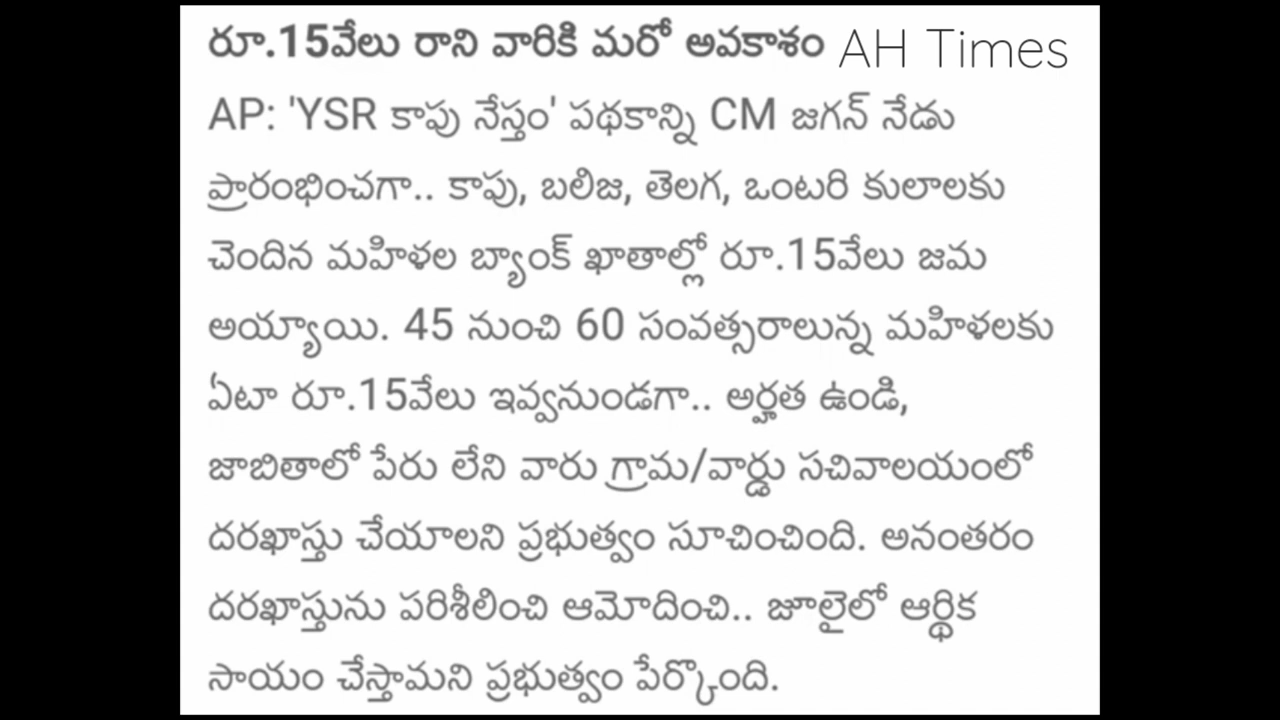 రూ.15వేలు రాని వారికి మరో అవకాశం AH Times
AP: 'YSR కాపు నేస్తం' పథకాన్ని CM జగన్ నేడు
ప్రారంభించగా.. కాపు, బలిజ, తెలగ, ఒంటరి కులాలకు
చెందిన మహిళల బ్యాంక్ ఖాతాల్లో రూ.15వేలు జమ
అయ్యాయి. 45 నుంచి 60 సంవత్సరాలున్న మహిళలకు
ఏటా రూ.15వేలు ఇవ్వనుండగా.. అర్హత ఉండి,
జాబితాలో పేరు లేని వారు గ్రామ/వార్డు సచివాలయంలో
దరఖాస్తు చేయాలని ప్రభుత్వం సూచించింది. అనంతరం
దరఖాస్తును పరిశీలించి ఆమోదించి.. జూలైలో ఆర్థిక
సాయం చేస్తామని ప్రభుత్వం పేర్కొంది.